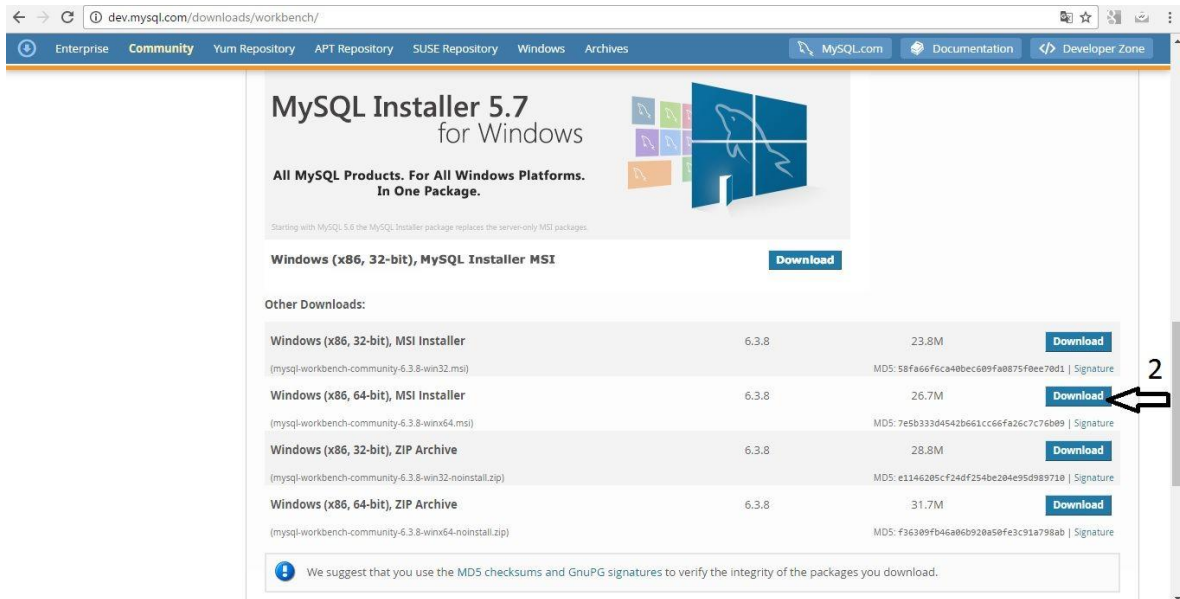 dev.mysql.com/downloads/workbench/
Enterprise Community Yum Repository APT Repository SUSE Repository Windows Archives MySQL.com Documentation </> Developer Zone
MySQL Installer 5.7
for Windows
All MySQL Products. For All Windows Platforms.
In One Package.
Starting with MySQL 5.6 the MySQL Installer package replaces the server-only MSI packages.
Windows (x86, 32-bit), MySQL Installer MSI Download
Other Downloads:
Windows (x86, 32-bit), MSI Installer 6.3.8 23.8M Download
(mysql-workbench-community-6.3.8-win32.msi) MD5: 58fa66f6ca40bec609fa0875f0ee70d1 | Signature
2
Windows (x86, 64-bit), MSI Installer 6.3.8 26.7M Download
(mysql-workbench-community-6.3.8-winx64.msi) MD5: 7e5b333d4542b661cc66fa26c7c76b09 | Signature
Windows (x86, 32-bit), ZIP Archive 6.3.8 28.8M Download
(mysql-workbench-community-6.3.8-win32-noinstall.zip) MD5: e1146205cf24df254be204e95d989710 | Signature
Windows (x86, 64-bit), ZIP Archive 6.3.8 31.7M Download
(mysql-workbench-community-6.3.8-winx64-noinstall.zip) MD5: f36309fb46a06b920a50fe3c91a798ab | Signature
We suggest that you use the MD5 checksums and GnuPG signatures to verify the integrity of the packages you download.